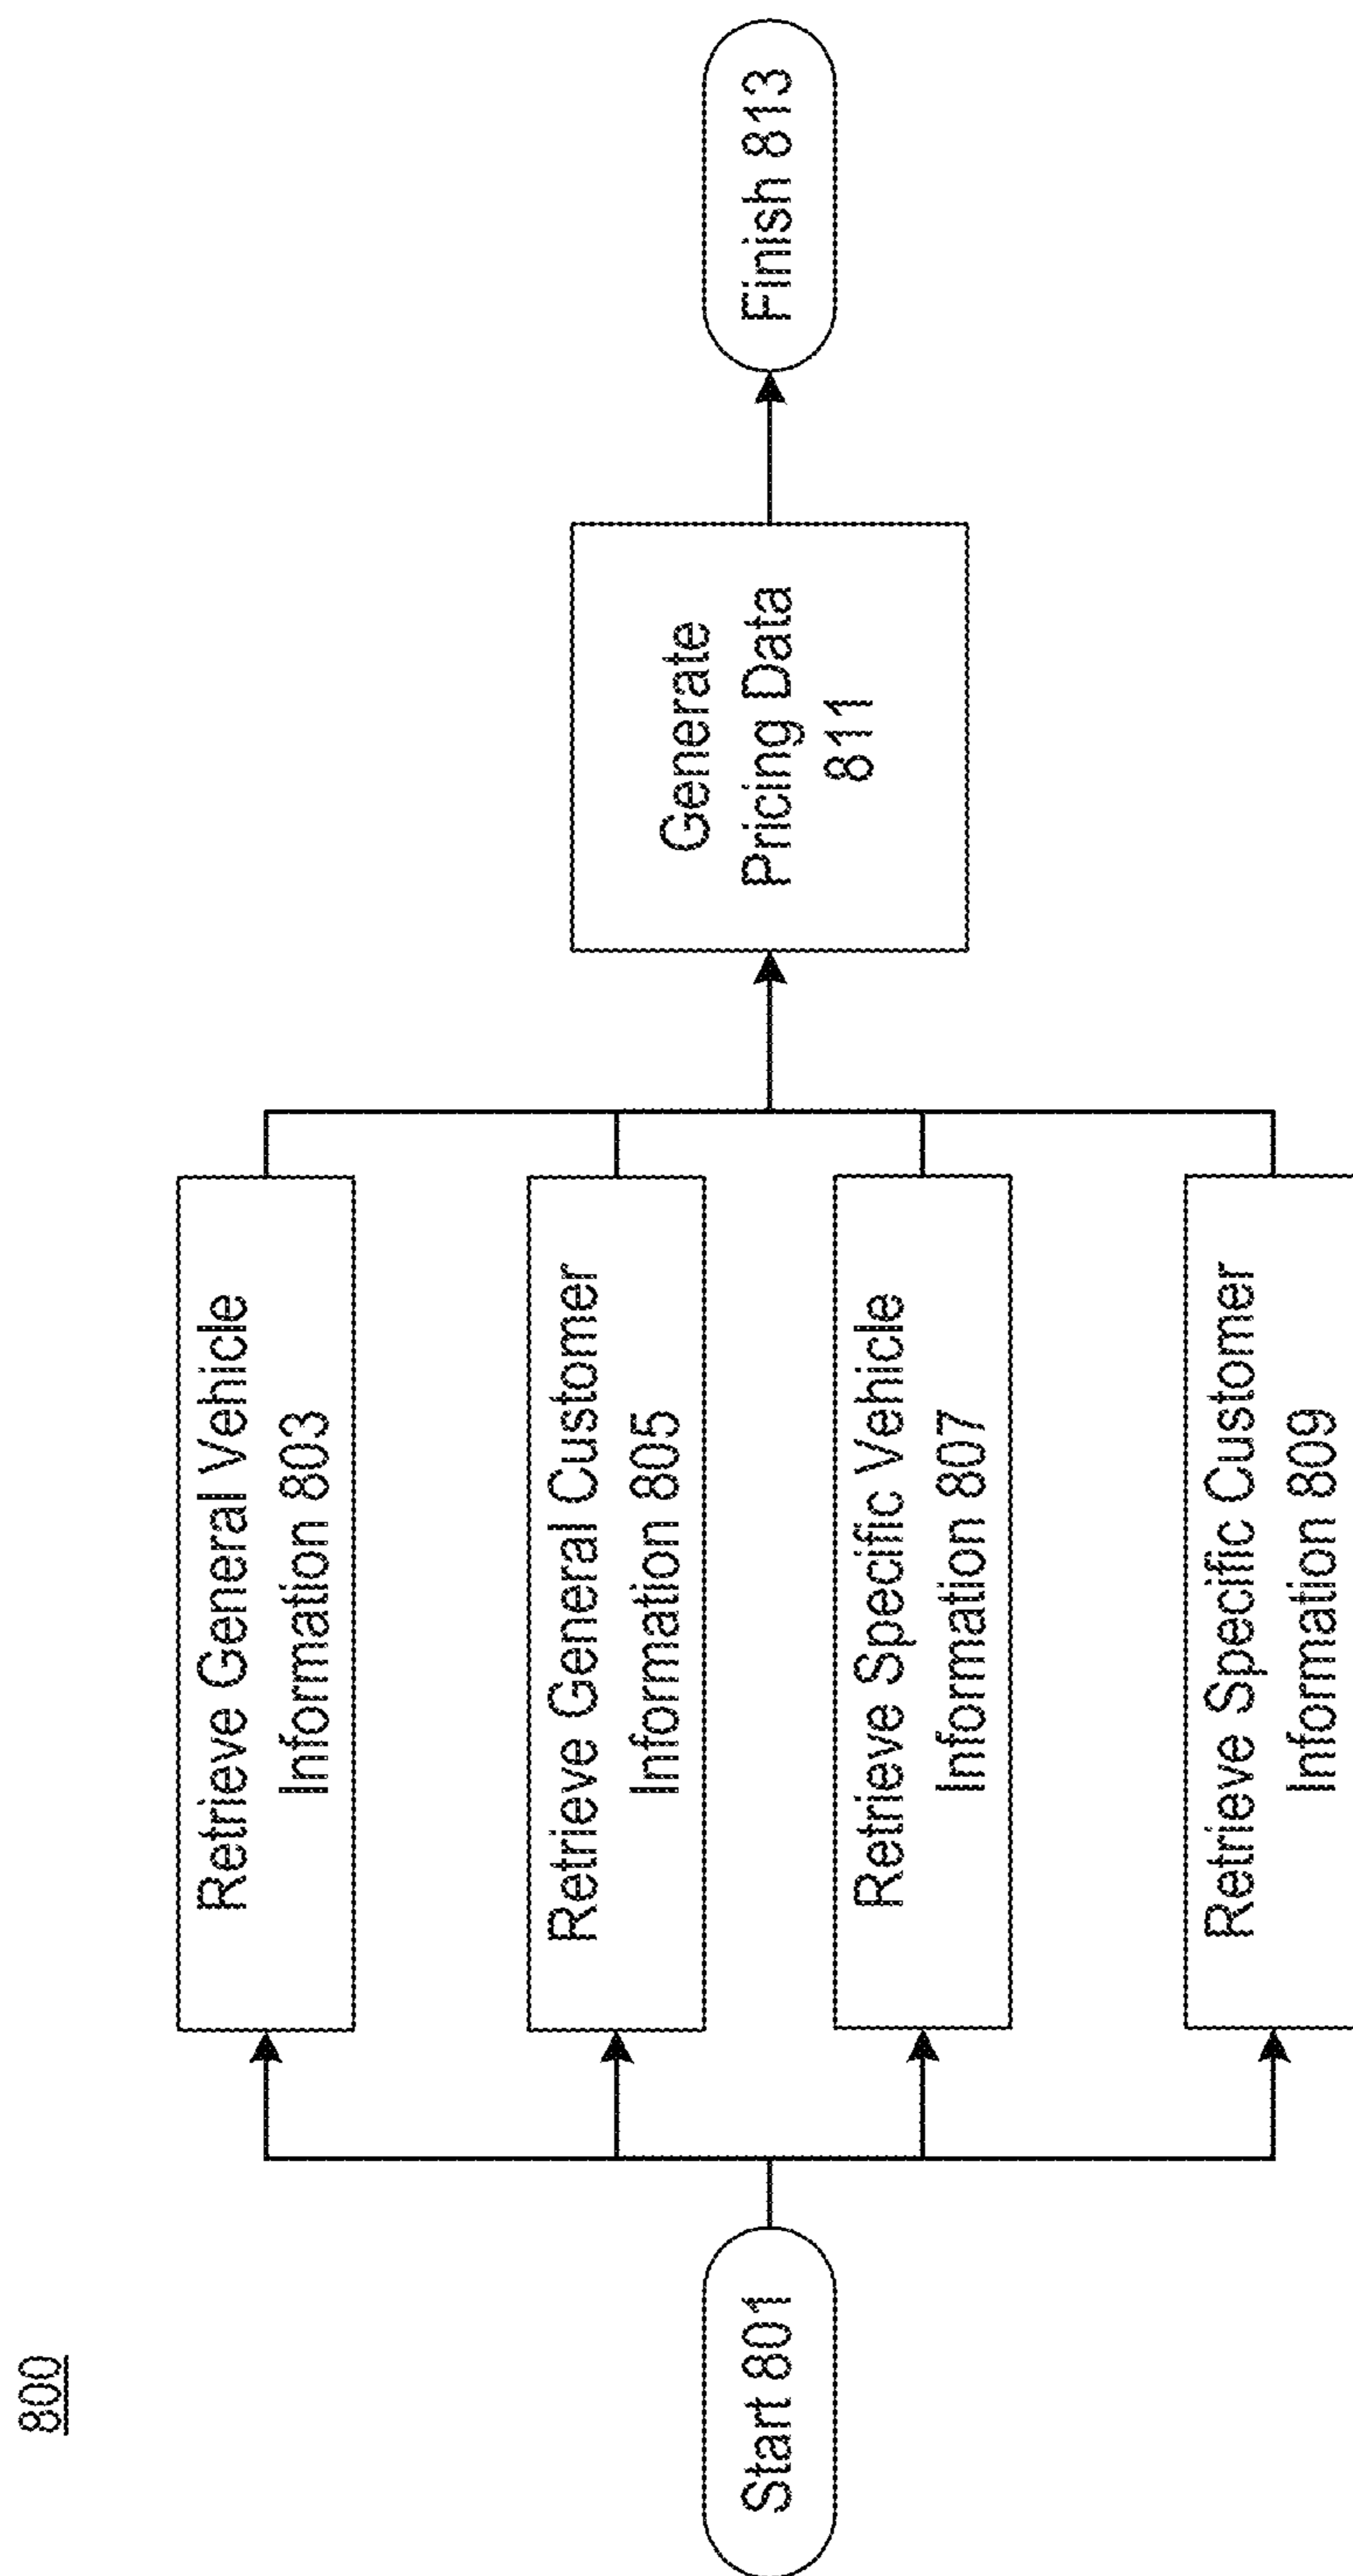 800
Start 801
Retrieve General Vehicle
Information 803
Retrieve General Customer
Information 805
Retrieve Specific Vehicle
Information 807
Retrieve Specific Customer
Information 809
Generate
Pricing Data
811
Finish 813